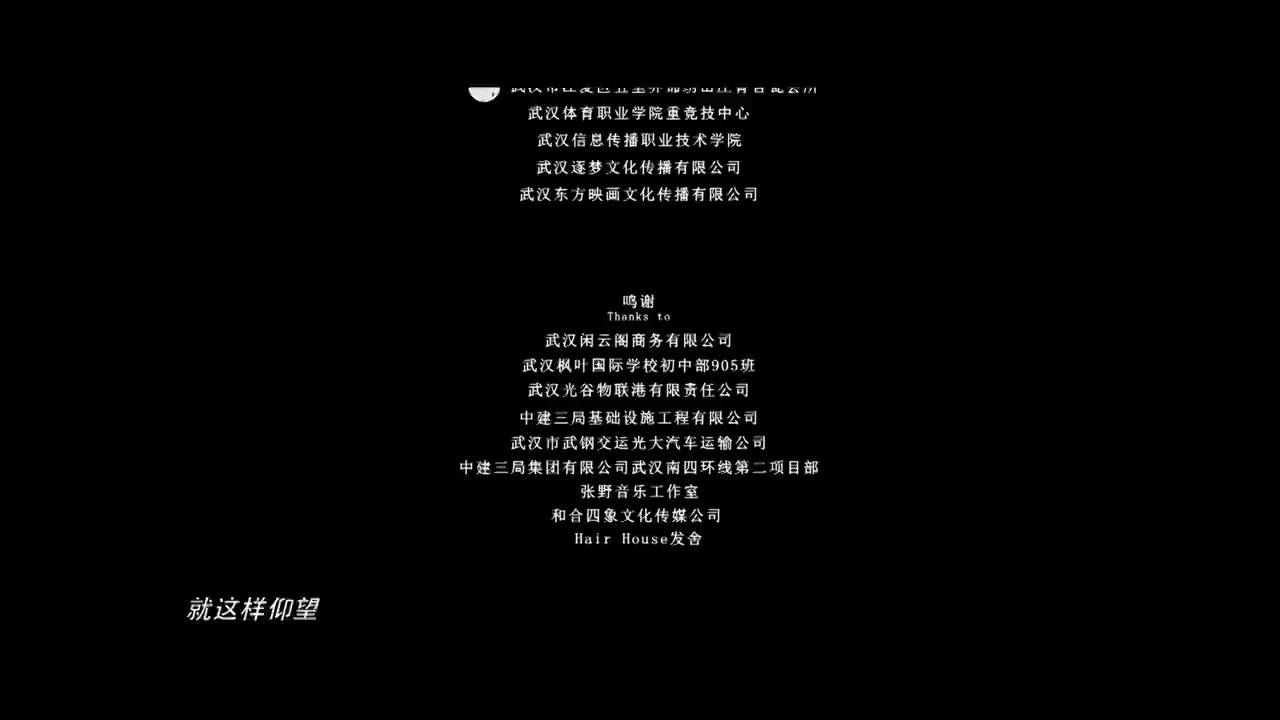 武汉体育职业学院重竞技中心
武汉信息传播职业技术学院
武汉逐梦文化传播有限公司
武汉东方映画文化传播有限公司
鸣谢
Thanks to
武汉闲云阁商务有限公司
武汉枫叶国际学校初中部905班
武汉光谷物联港有限责任公司
中建三局基础设施工程有限公司
武汉市武钢交运光大汽车运输公司
中建三局集团有限公司武汉南四环线第二项目部
张野音乐工作室
和合四象文化传媒公司
Hair House发舍
就这样仰望